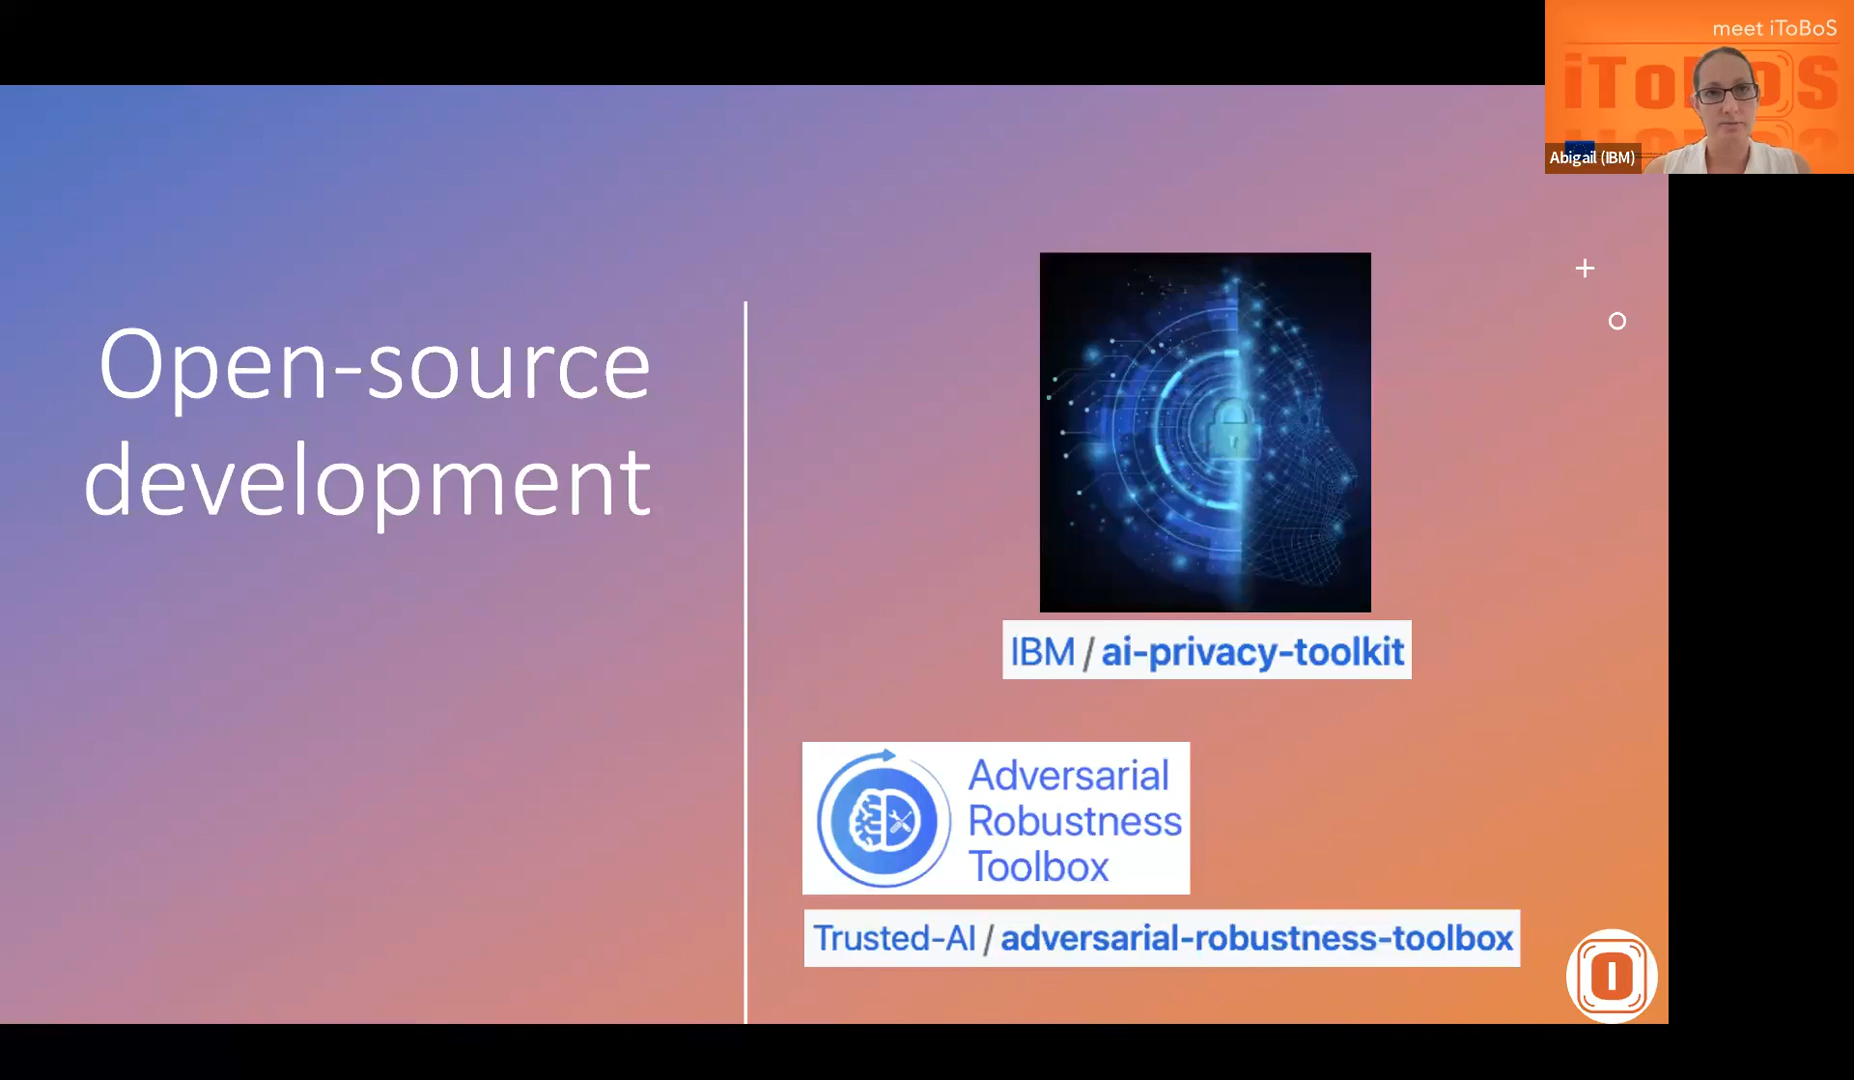 meet iToBoS
iToBoS
Abigail (IBM)
Open-source
development
IBM / ai-privacy-toolkit
Adversarial
Robustness
Toolbox
Trusted-AI / adversarial-robustness-toolbox